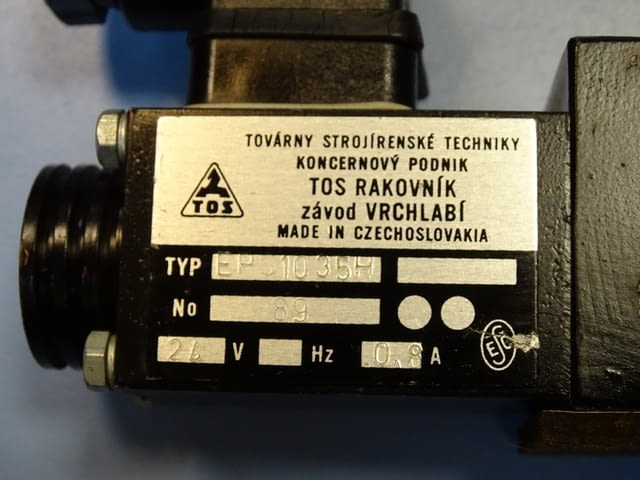 TOVÁRNY STROJÍRENSKÉ TECHNIKY
KONCERNOVÝ PODNIK
TOS RAKOVNÍK
závod VRCHLABÍ
MADE IN CZECHOSLOVAKIA
TOS
TYP
No 89
24 V Hz 0,8 A
ESC